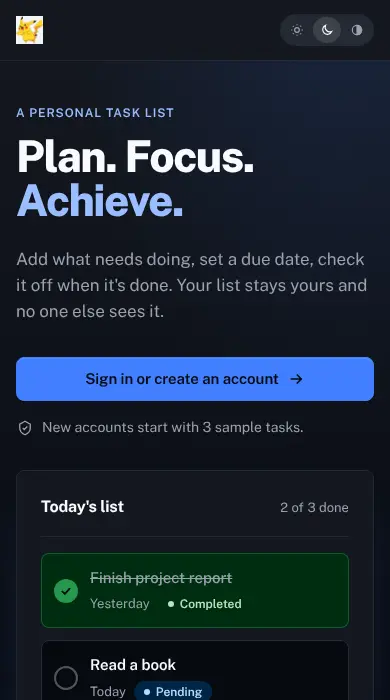 A PERSONAL TASK LIST
Plan. Focus.
Achieve.
Add what needs doing, set a due date, check
it off when it's done. Your list stays yours and
no one else sees it.
Sign in or create an account →
New accounts start with 3 sample tasks.
Today's list
2 of 3 done
Finish project report
Yesterday
Completed
Read a book
Today
Pending